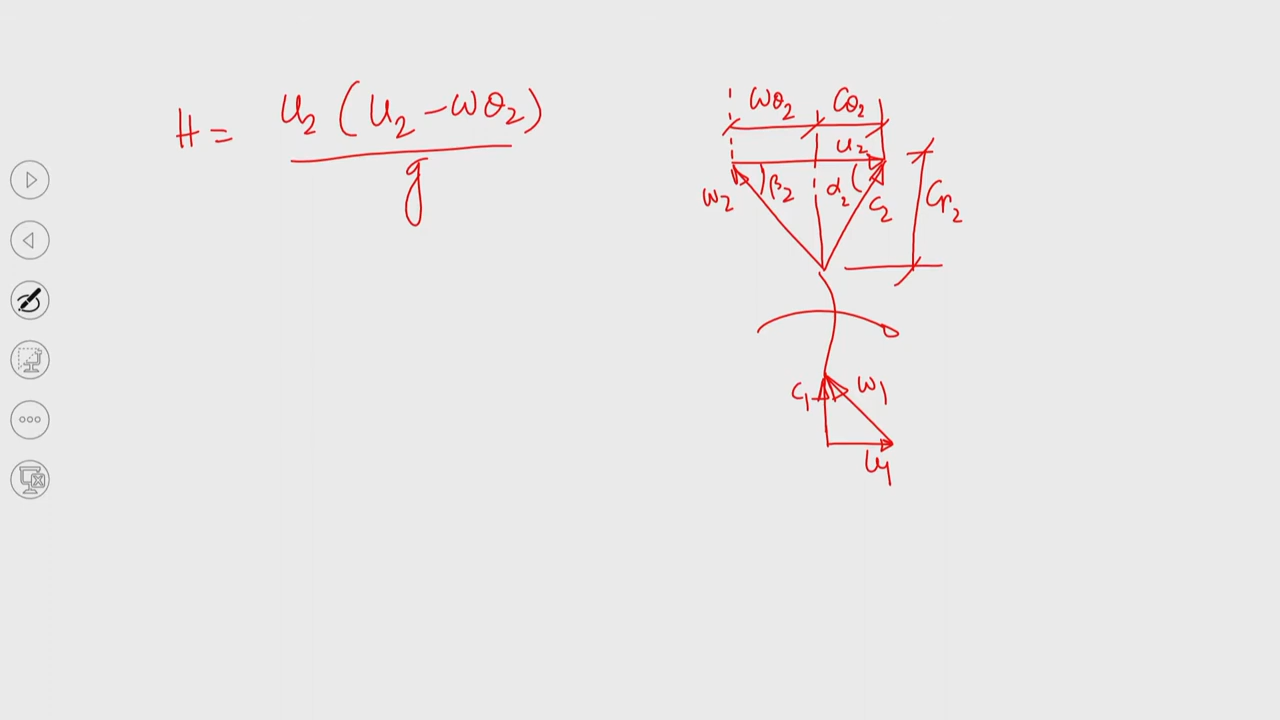 H = U₂ (U₂ - Wθ₂)
g
Wθ₂ Cθ₂
U₂
W₂ β₂ α₂ C₂ Cr₂
C₁ W₁
U₁